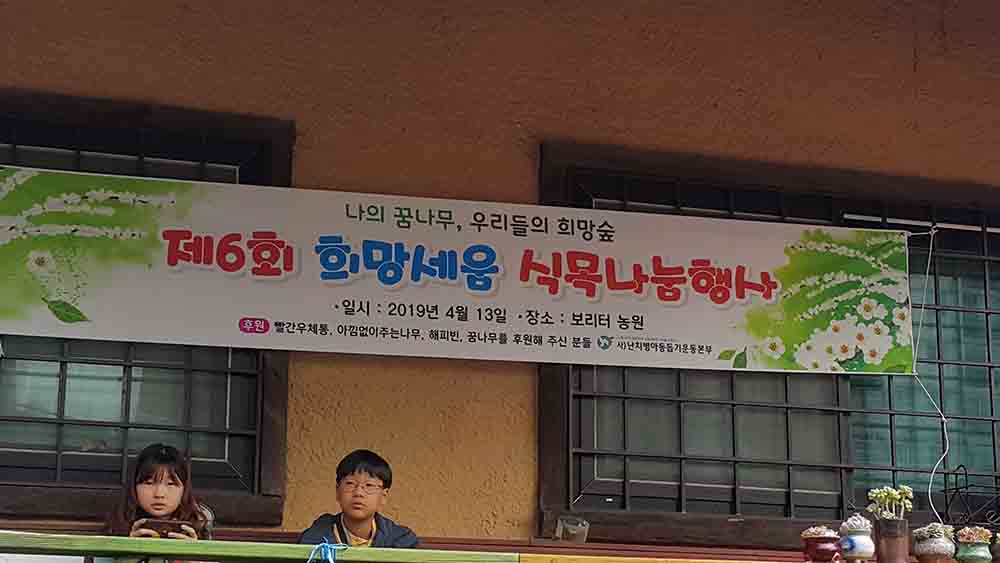 나의 꿈나무, 우리들의 희망숲
제6회 희망세움 식목나눔행사
·일시 : 2019년 4월 13일 ·장소 : 보리터 농원
후원 빨간우체통, 아낌없이주는나무, 해피빈, 꿈나무를 후원해 주신 분들 사)난치병아동돕기운동본부